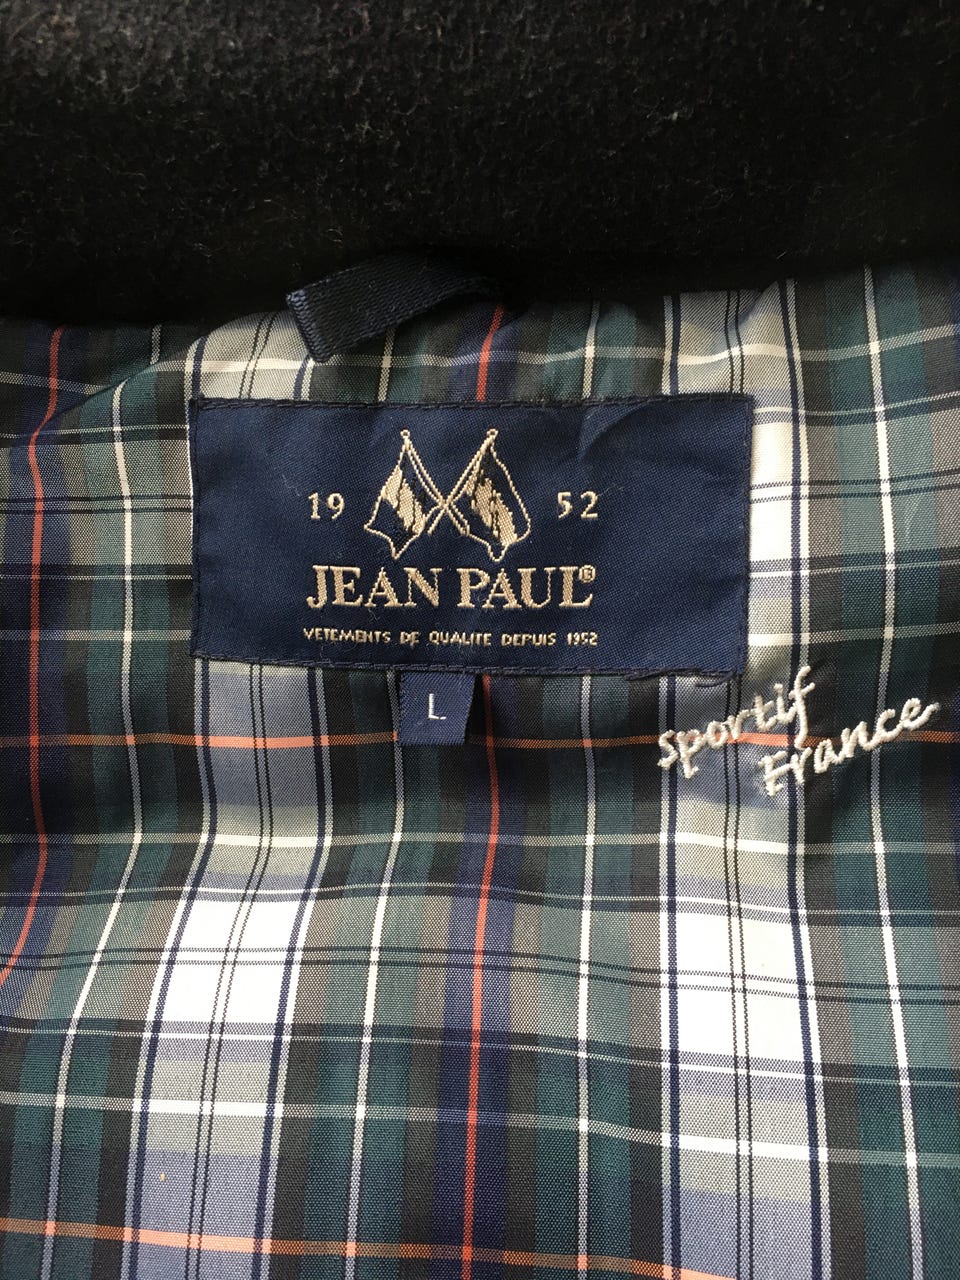 19 52
JEAN PAUL®
VETEMENTS DE QUALITE DEPUIS 1952
L
sportif
France